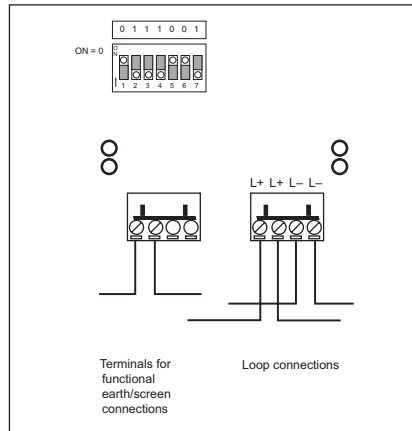 0 1 1 1 0 0 1
ON = 0
ON
1 2 3 4 5 6 7
L+ L+ L– L–
Terminals for
functional
earth/screen
connections
Loop connections